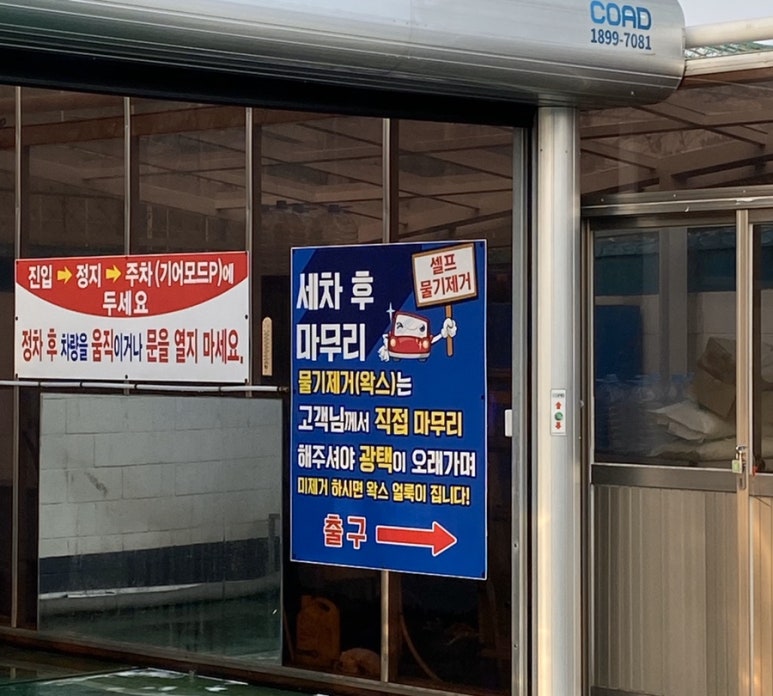 COAD
1899-7081
진입 ➡ 정지 ➡ 주차 (기어모드P)에
두세요
정차 후 차량을 움직이거나 문을 열지 마세요.
셀프
물기제거
세차 후
마무리
물기제거(왁스)는
고객님께서 직접 마무리
해주셔야 광택이 오래가며
미제거 하시면 왁스 얼룩이 집니다!
출구
COAD